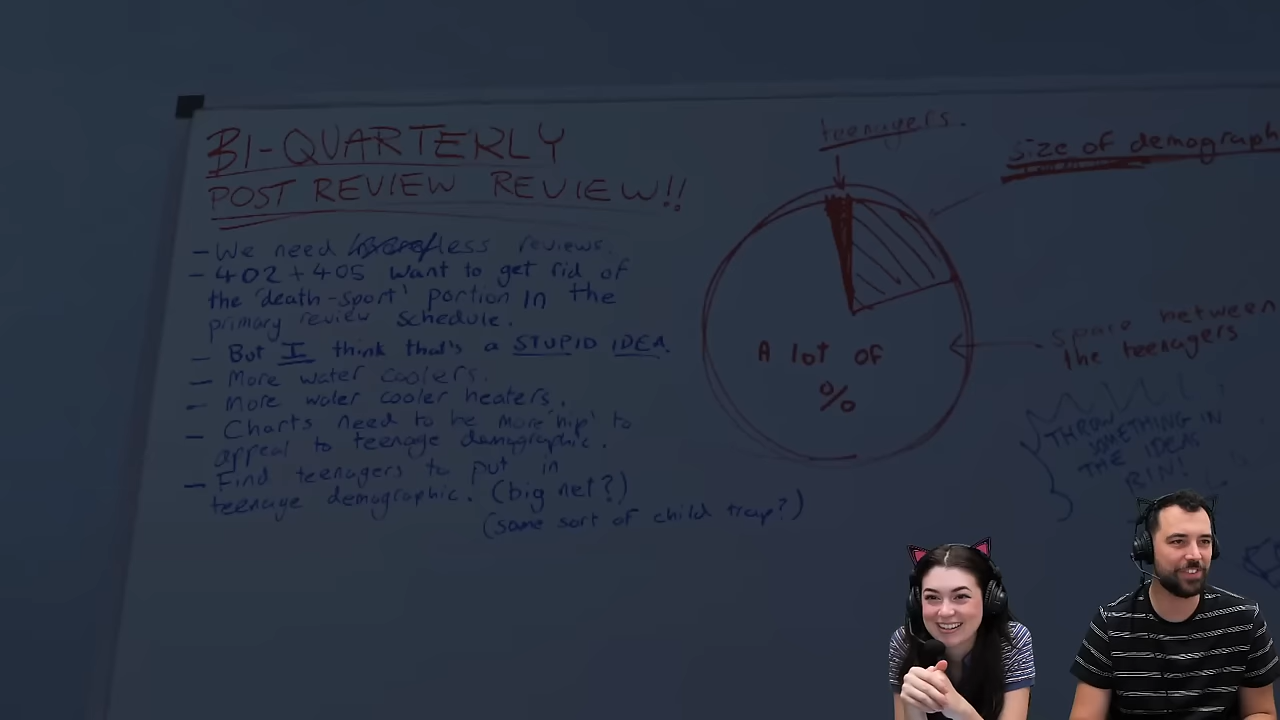 BI-QUARTERLY
POST REVIEW REVIEW!!
- We need less reviews.
- 402 + 405 want to get rid of
the 'death-sport' portion in the
primary review schedule.
- But I think that's a STUPID IDEA.
- More water coolers.
- More water cooler heaters.
- Charts need to be more 'hip' to
appeal to teenage demographic.
- Find teenagers to put in
teenage demographic. (big net?)
(some sort of child trap?)
teenagers.
size of demograph
A lot of
%
space between
the teenagers
THROW
SOMETHING IN
THE IDEAS
BIN!